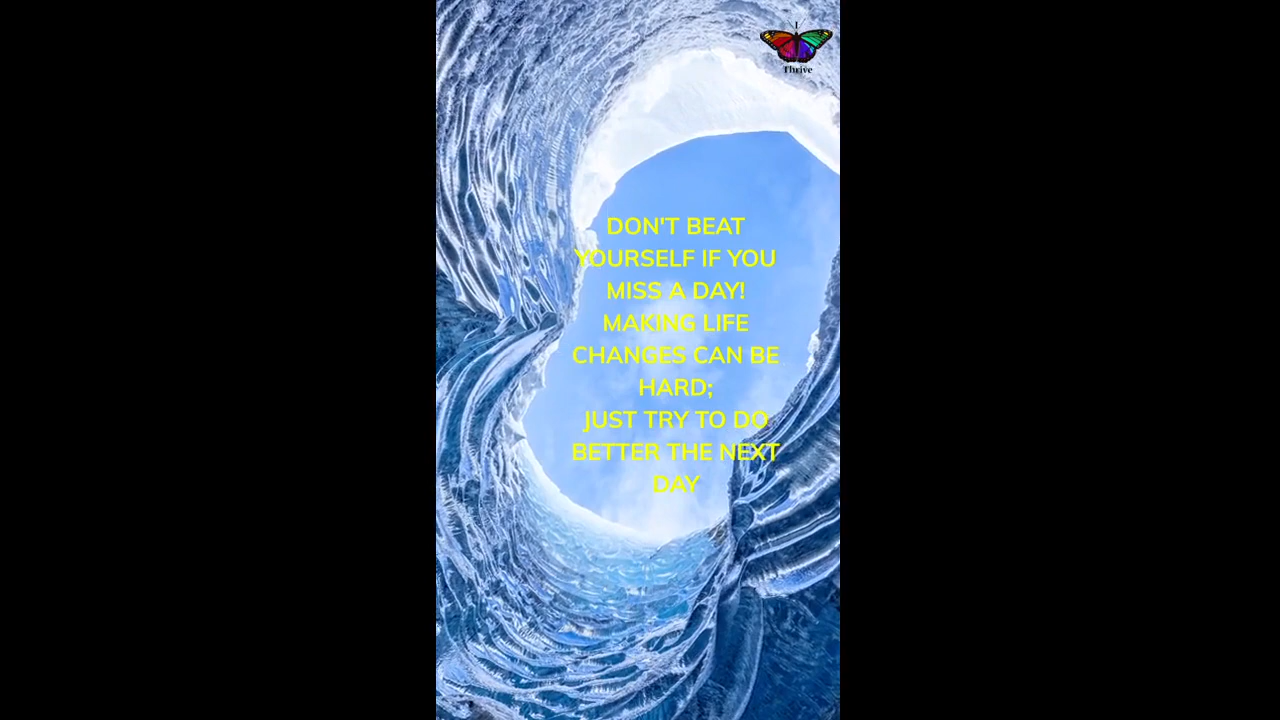 I
Thrive
DON'T BEAT
YOURSELF IF YOU
MISS A DAY!
MAKING LIFE
CHANGES CAN BE
HARD;
JUST TRY TO DO
BETTER THE NEXT
DAY